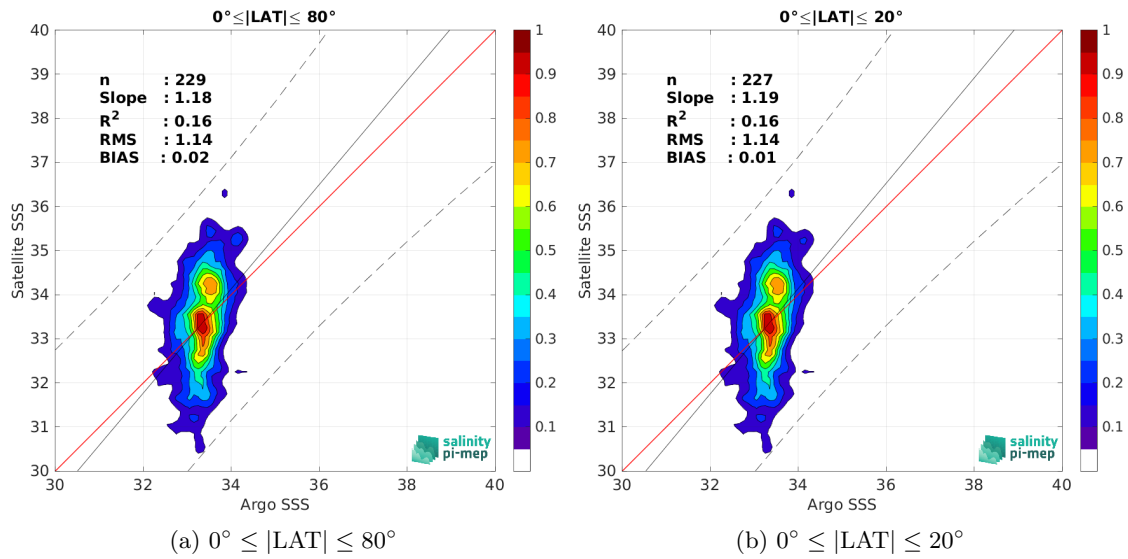 0°≤|LAT|≤ 80°
40
39
38
37
36
35
34
33
32
31
30
Satellite SSS
n : 229
Slope : 1.18
R² : 0.16
RMS : 1.14
BIAS : 0.02
salinity
pi-mep
30 32 34 36 38 40
Argo SSS
1
0.9
0.8
0.7
0.6
0.5
0.4
0.3
0.2
0.1
(a) 0° ≤ |LAT| ≤ 80°
0°≤|LAT|≤ 20°
40
39
38
37
36
35
34
33
32
31
30
Satellite SSS
n : 227
Slope : 1.19
R² : 0.16
RMS : 1.14
BIAS : 0.01
salinity
pi-mep
30 32 34 36 38 40
Argo SSS
1
0.9
0.8
0.7
0.6
0.5
0.4
0.3
0.2
0.1
(b) 0° ≤ |LAT| ≤ 20°